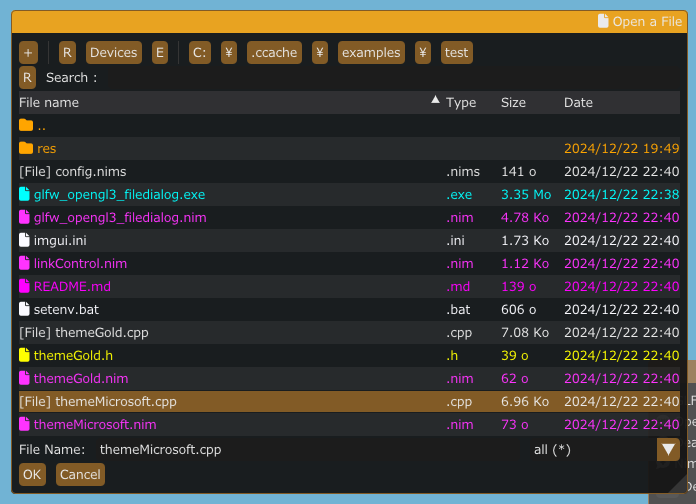 Open a File
+ R Devices E C: ¥ .ccache ¥ examples ¥ test
R Search :
File name Type Size Date
..
res 2024/12/22 19:49
[File] config.nims .nims 141 o 2024/12/22 22:40
glfw_opengl3_filedialog.exe .exe 3.35 Mo 2024/12/22 22:38
glfw_opengl3_filedialog.nim .nim 4.78 Ko 2024/12/22 22:40
imgui.ini .ini 1.73 Ko 2024/12/22 22:40
linkControl.nim .nim 1.12 Ko 2024/12/22 22:40
README.md .md 139 o 2024/12/22 22:40
setenv.bat .bat 606 o 2024/12/22 22:40
[File] themeGold.cpp .cpp 7.08 Ko 2024/12/22 22:40
themeGold.h .h 39 o 2024/12/22 22:40
themeGold.nim .nim 62 o 2024/12/22 22:40
[File] themeMicrosoft.cpp .cpp 6.96 Ko 2024/12/22 22:40
themeMicrosoft.nim .nim 73 o 2024/12/22 22:40
File Name: themeMicrosoft.cpp all (*)
OK Cancel